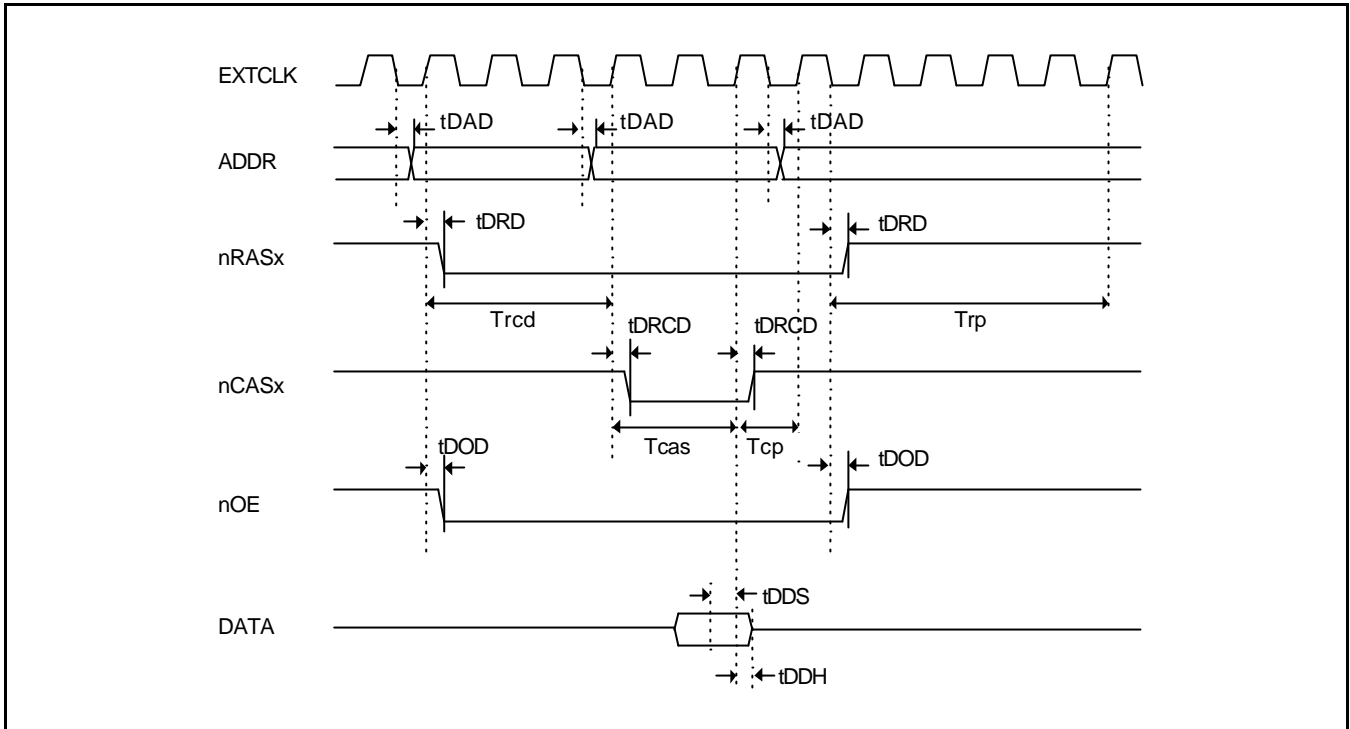 EXTCLK
tDAD tDAD tDAD
ADDR
tDRD tDRD
nRASx
Trcd Trp
tDRCD tDRCD
nCASx
Tcas Tcp
tDOD tDOD
nOE
tDDS
DATA
tDDH